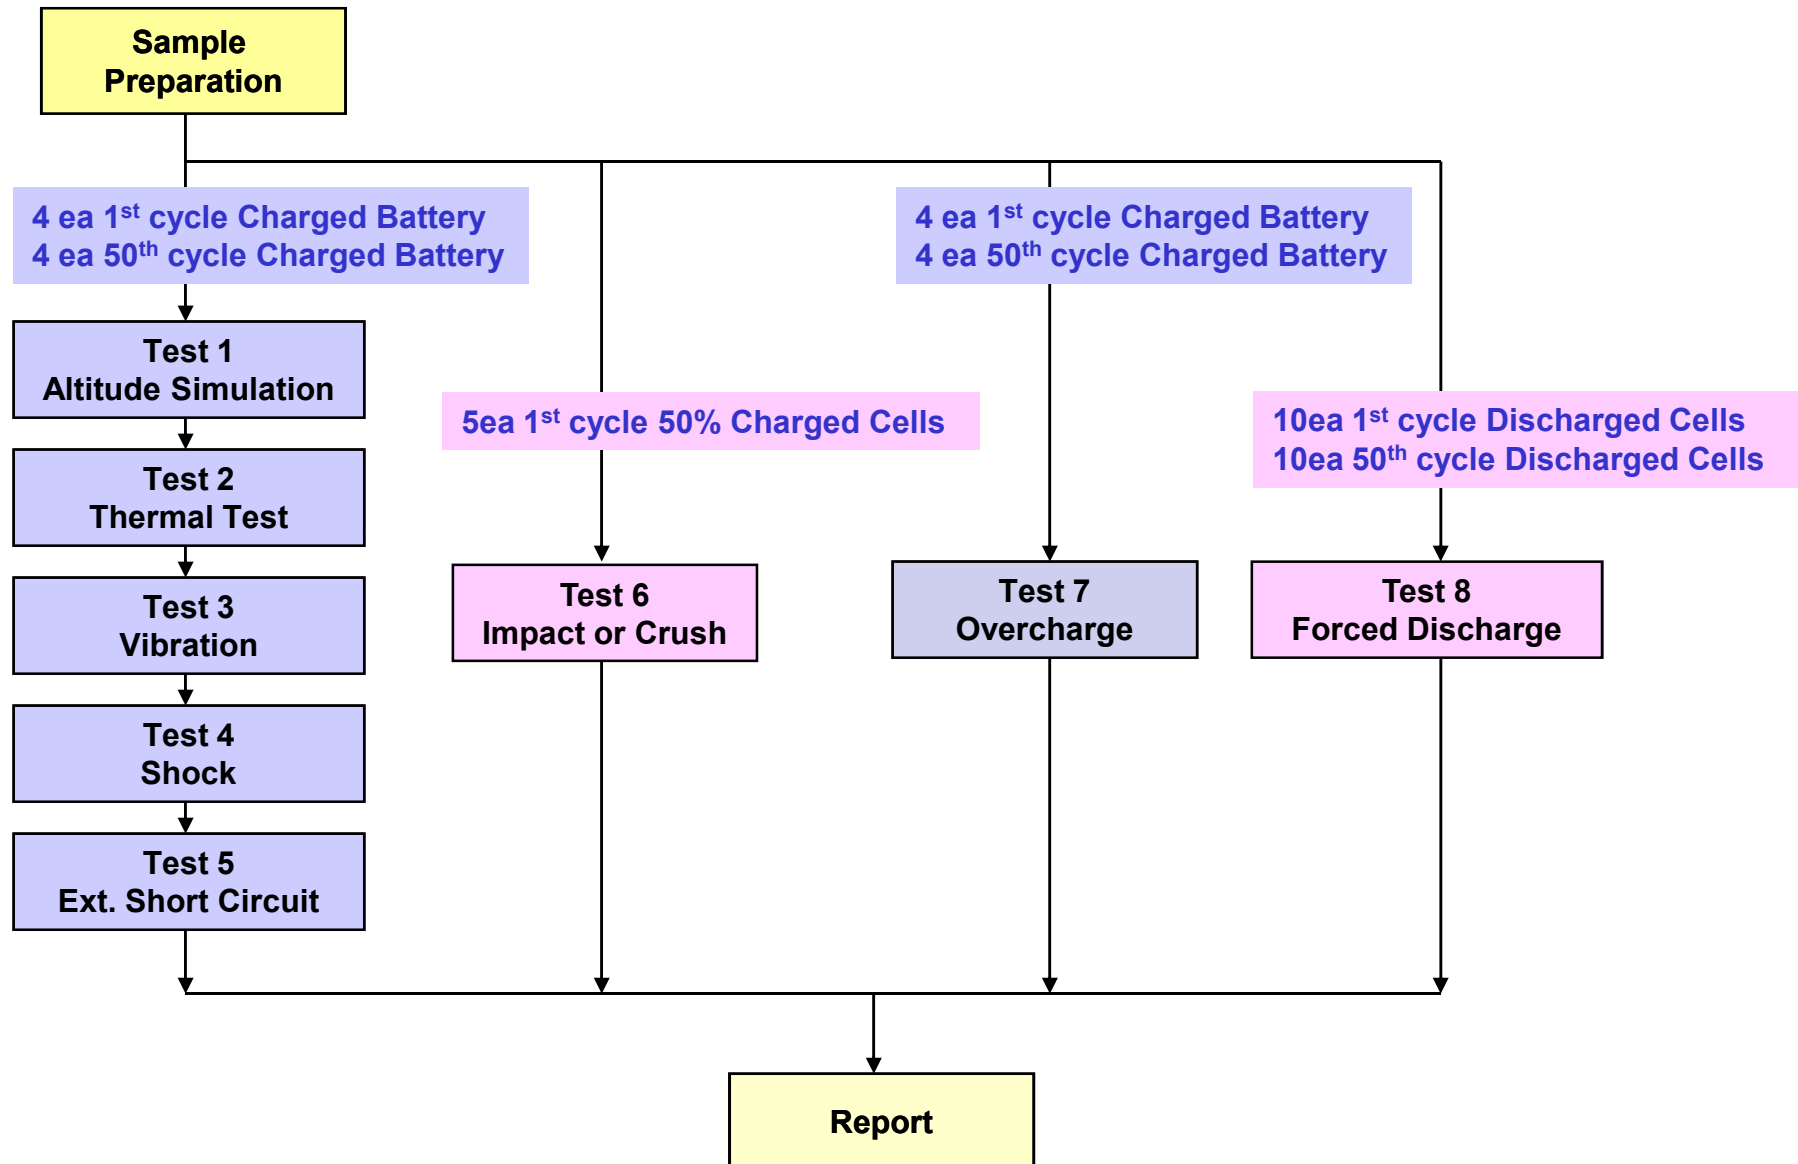 Sample
Preparation
4 ea 1st cycle Charged Battery
4 ea 50th cycle Charged Battery
4 ea 1st cycle Charged Battery
4 ea 50th cycle Charged Battery
Test 1
Altitude Simulation
5ea 1st cycle 50% Charged Cells
10ea 1st cycle Discharged Cells
10ea 50th cycle Discharged Cells
Test 2
Thermal Test
Test 3
Vibration
Test 6
Impact or Crush
Test 7
Overcharge
Test 8
Forced Discharge
Test 4
Shock
Test 5
Ext. Short Circuit
Report